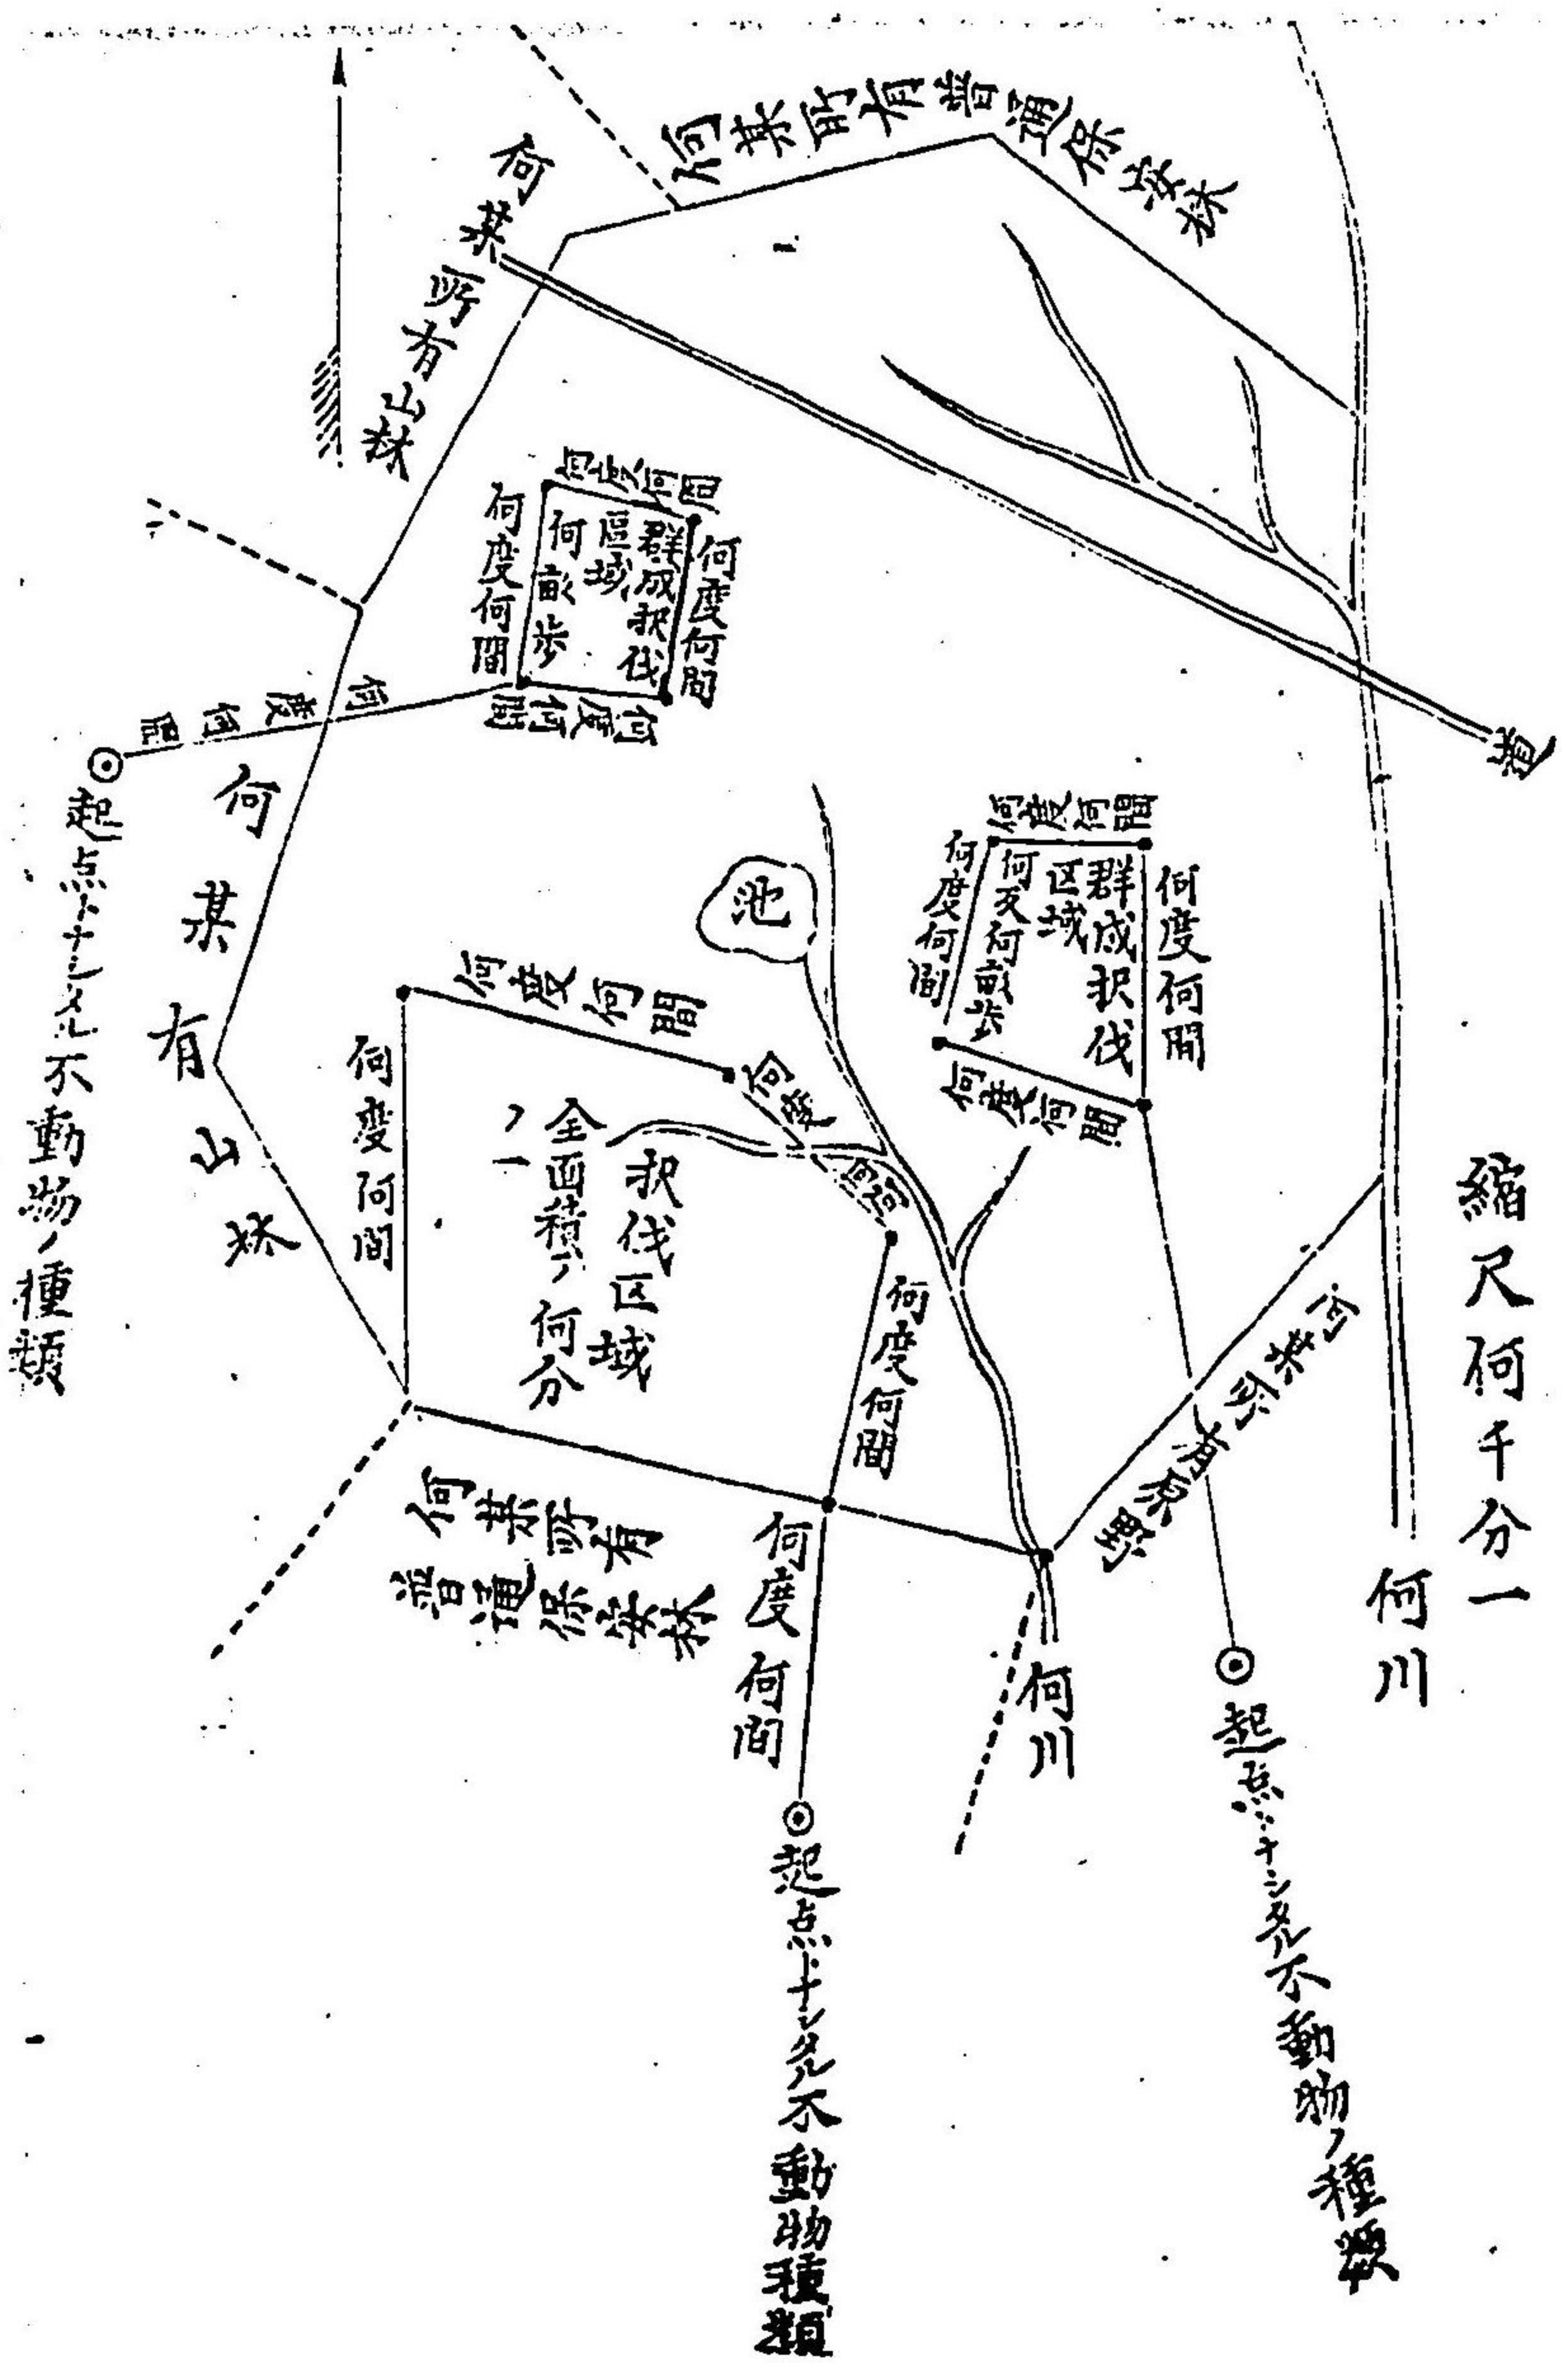 縮尺何千分一
何川
道
何某所有普通保安林
何某所有山林
何度何間
何度何間
群成択伐
區域
何畝歩
何度何間
何度何間
何度何間
起点トナシタル不動物ノ種類
何某有山林
何度何間
何度何間
群成択伐
区域
何反何畝歩
何度何間
何度何間
何某所有原野
起点トナシタル不動物ノ種類
池
何度何間
何度何間
何度何間
何度何間
択伐区域
全面積ノ何分
ノ一
何某所有
普通保安林
何度何間
何川
起点トナシタル不動物種類